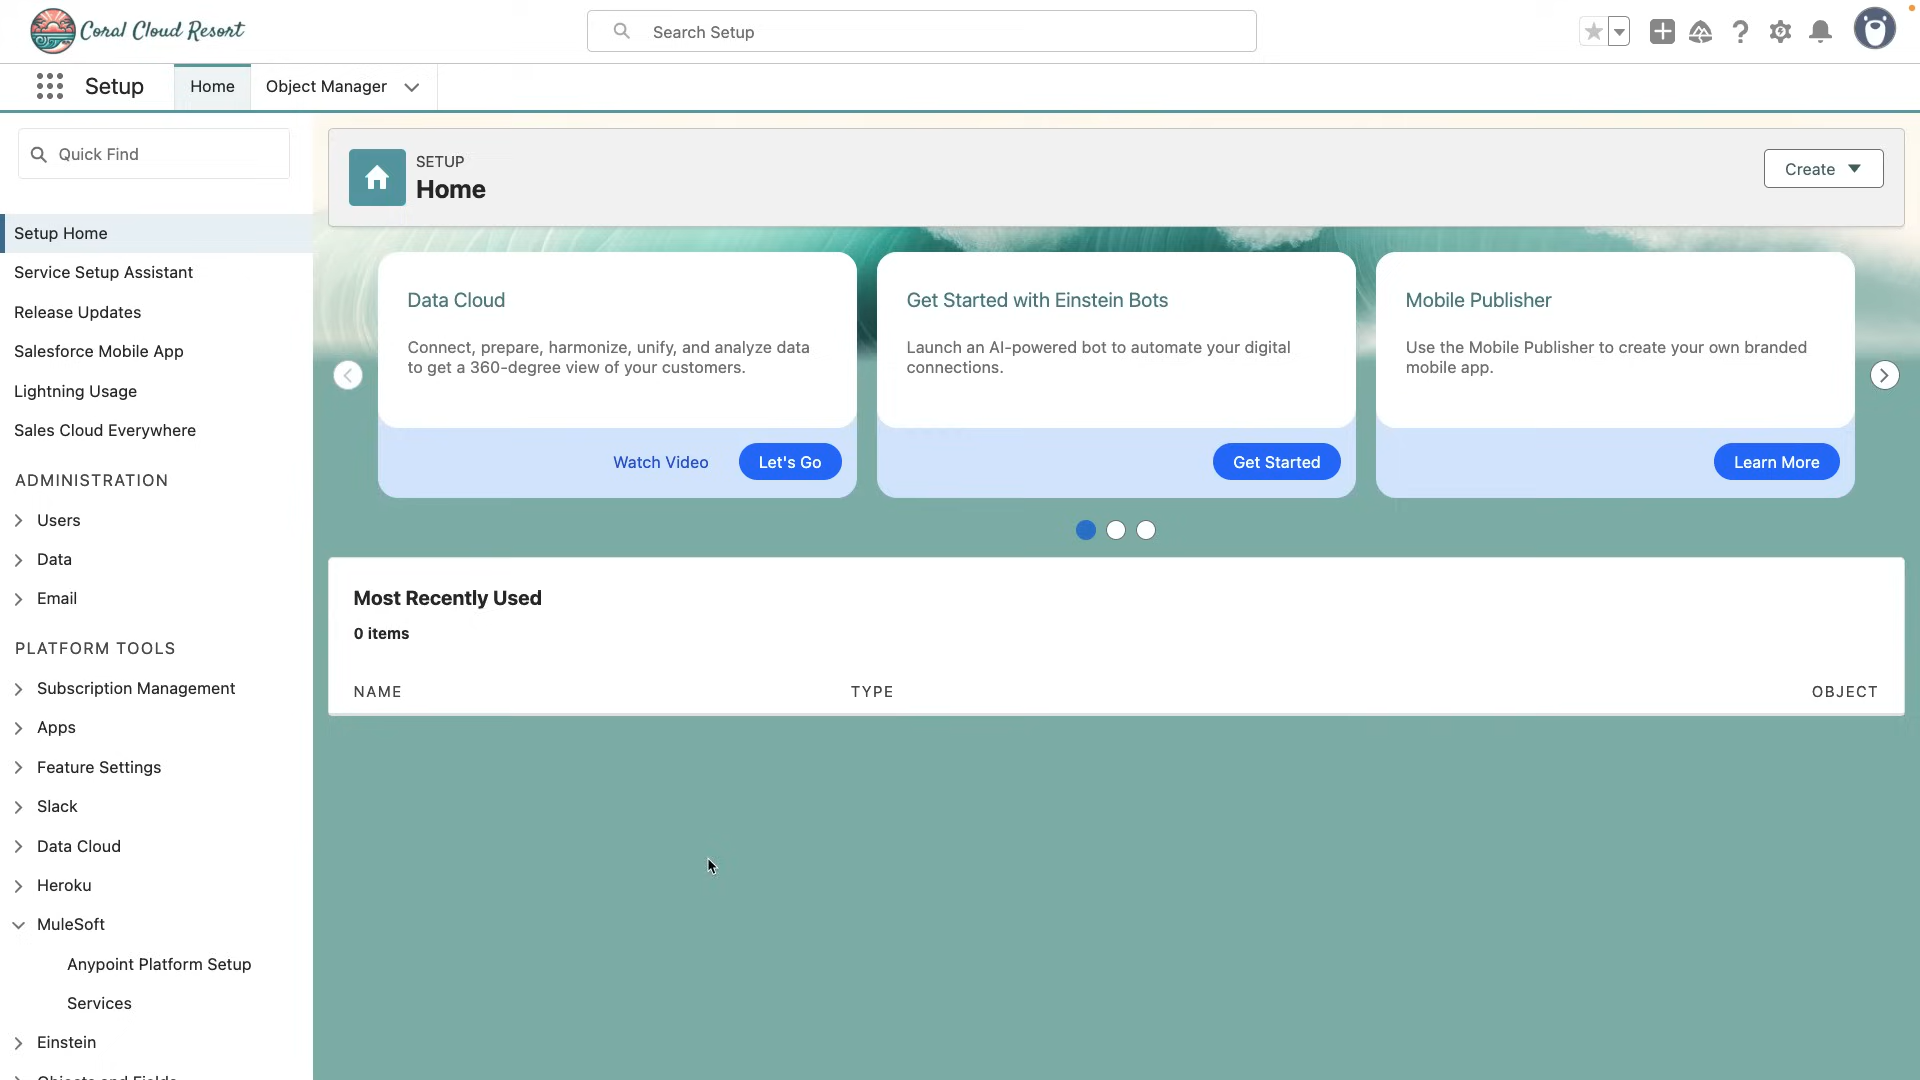 Coral Cloud Resort
Search Setup
Setup
Home
Object Manager
Quick Find
Setup Home
Service Setup Assistant
Release Updates
Salesforce Mobile App
Lightning Usage
Sales Cloud Everywhere
ADMINISTRATION
Users
Data
Email
PLATFORM TOOLS
Subscription Management
Apps
Feature Settings
Slack
Data Cloud
Heroku
MuleSoft
Anypoint Platform Setup
Services
Einstein
Objects and Fields
SETUP
Home
Create
Data Cloud
Connect, prepare, harmonize, unify, and analyze data
to get a 360-degree view of your customers.
Watch Video
Let's Go
Get Started with Einstein Bots
Launch an AI-powered bot to automate your digital
connections.
Get Started
Mobile Publisher
Use the Mobile Publisher to create your own branded
mobile app.
Learn More
Most Recently Used
0 items
NAME
TYPE
OBJECT